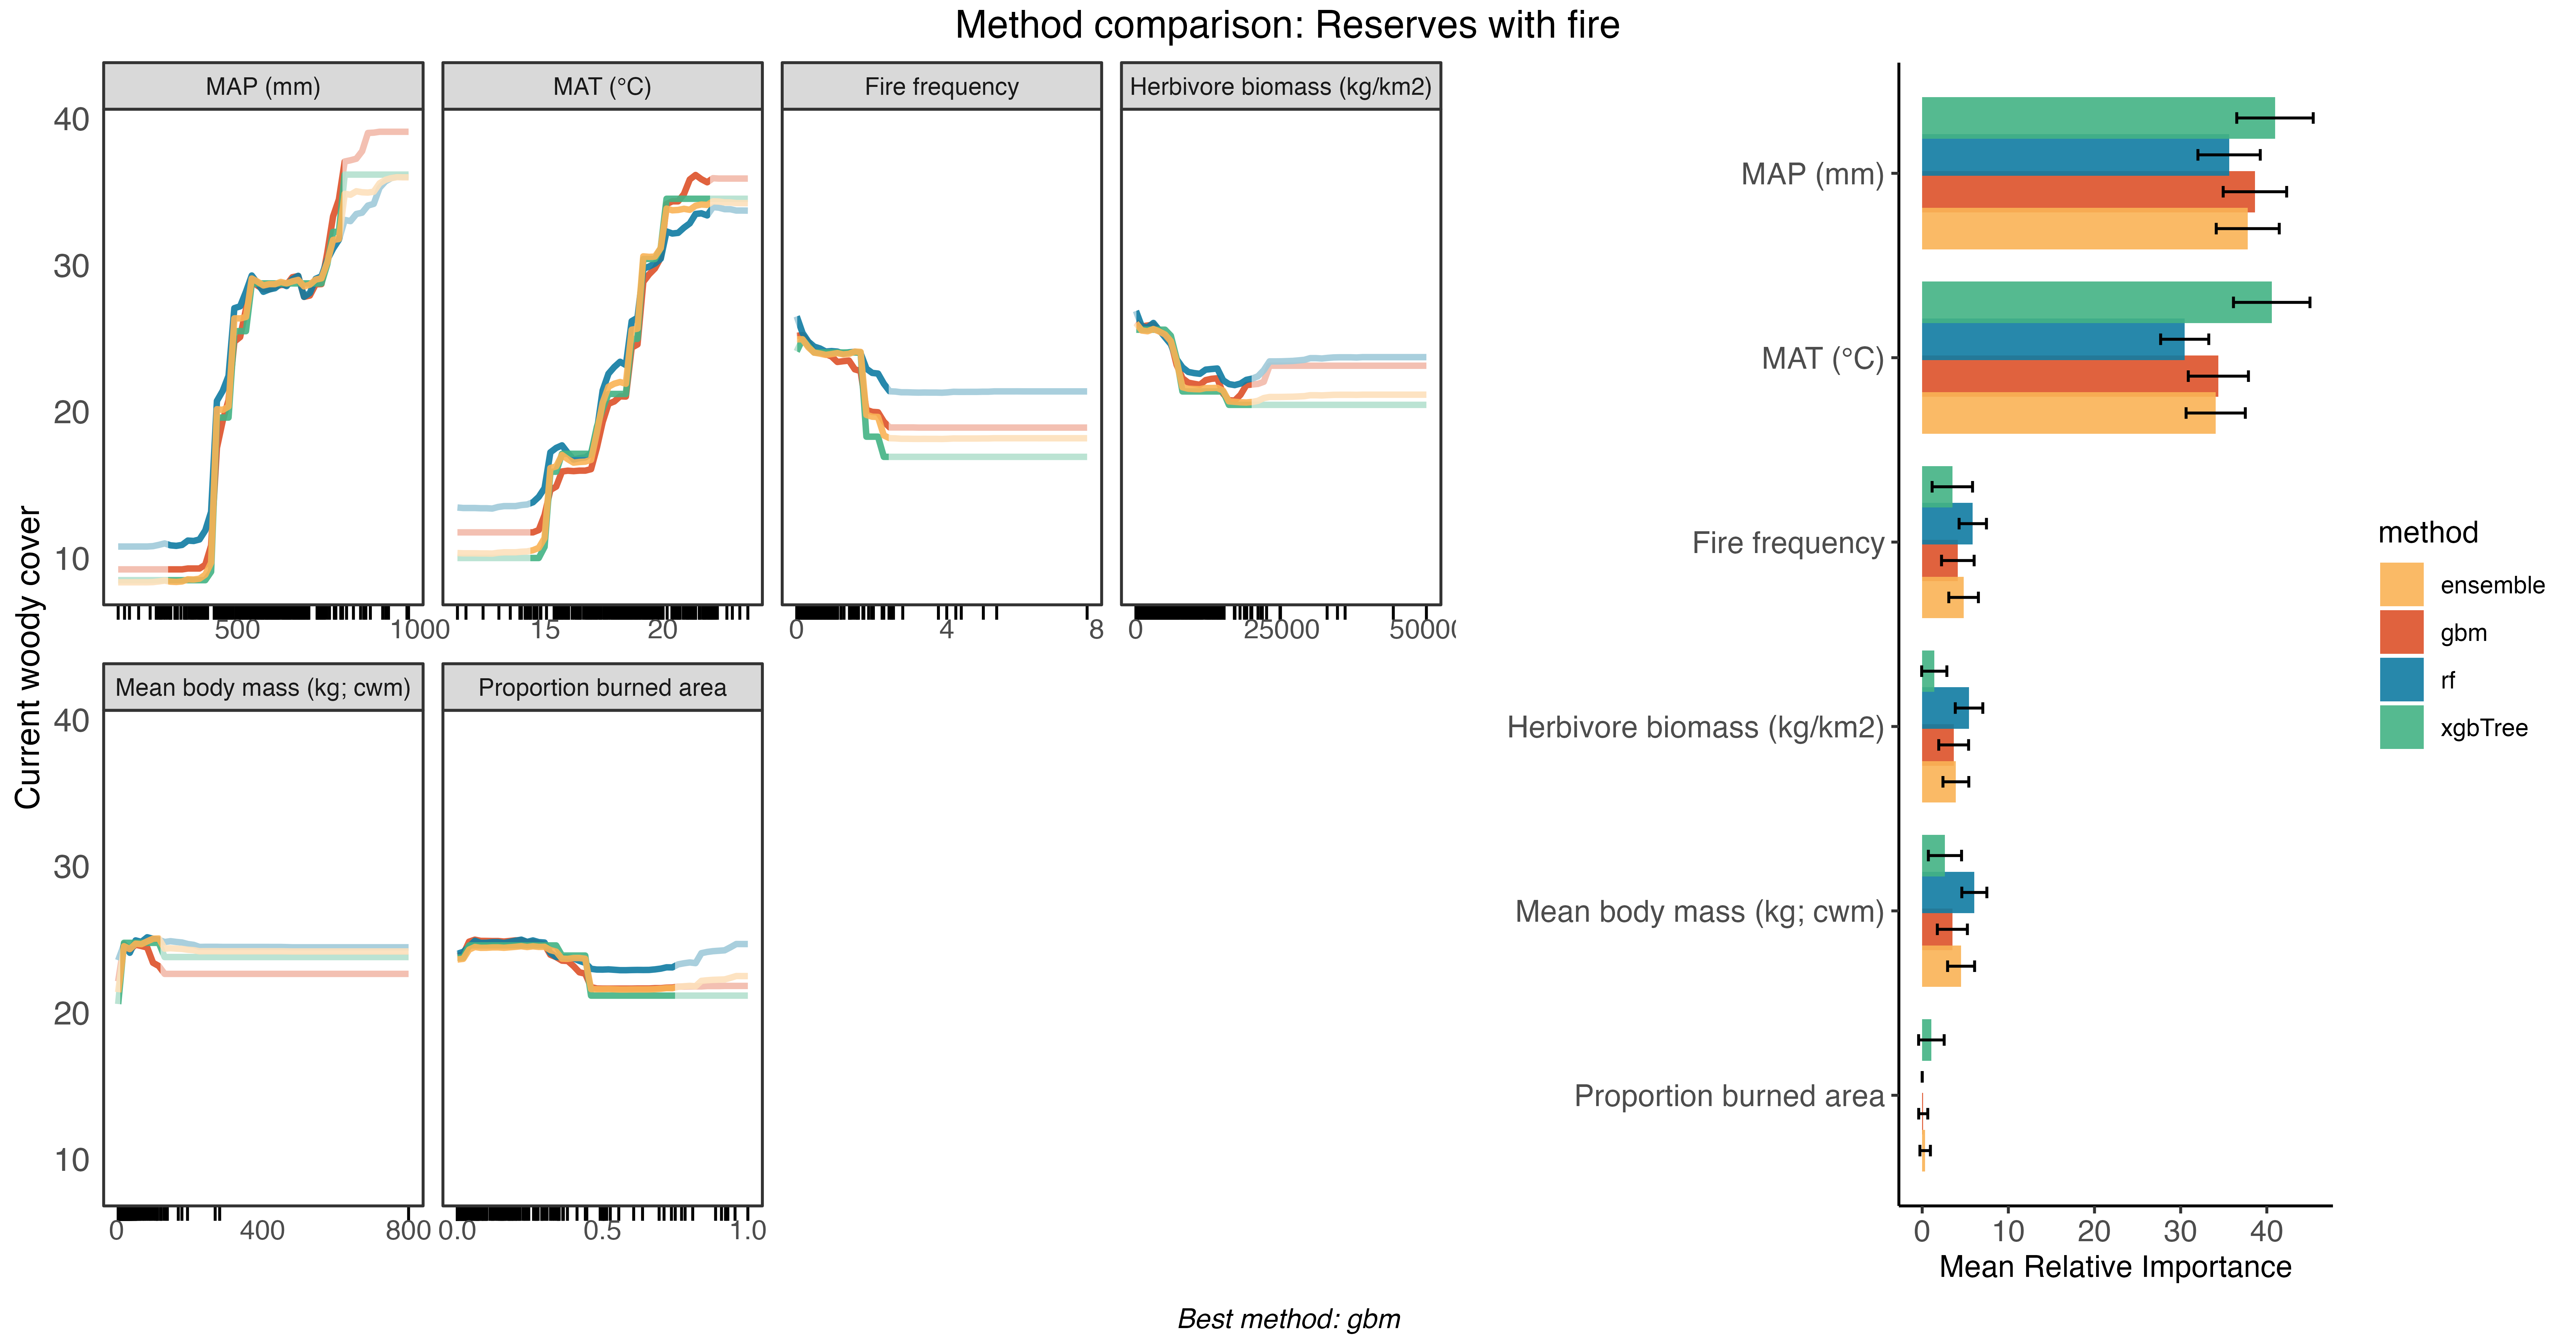 Method comparison: Reserves with fire
MAP (mm)
MAT (°C)
Fire frequency
Herbivore biomass (kg/km2)
40
30
20
10
500
1000
15
20
0
4
8
0
25000
Mean body mass (kg; cwm)
Proportion burned area
40
30
20
10
0
400
800
0.0
0.5
1.0
Current woody cover
MAP (mm)
MAT (°C)
Fire frequency
Herbivore biomass (kg/km2)
Mean body mass (kg; cwm)
Proportion burned area
0
10
20
30
40
Mean Relative Importance
method
ensemble
gbm
rf
xgbTree
Best method: gbm